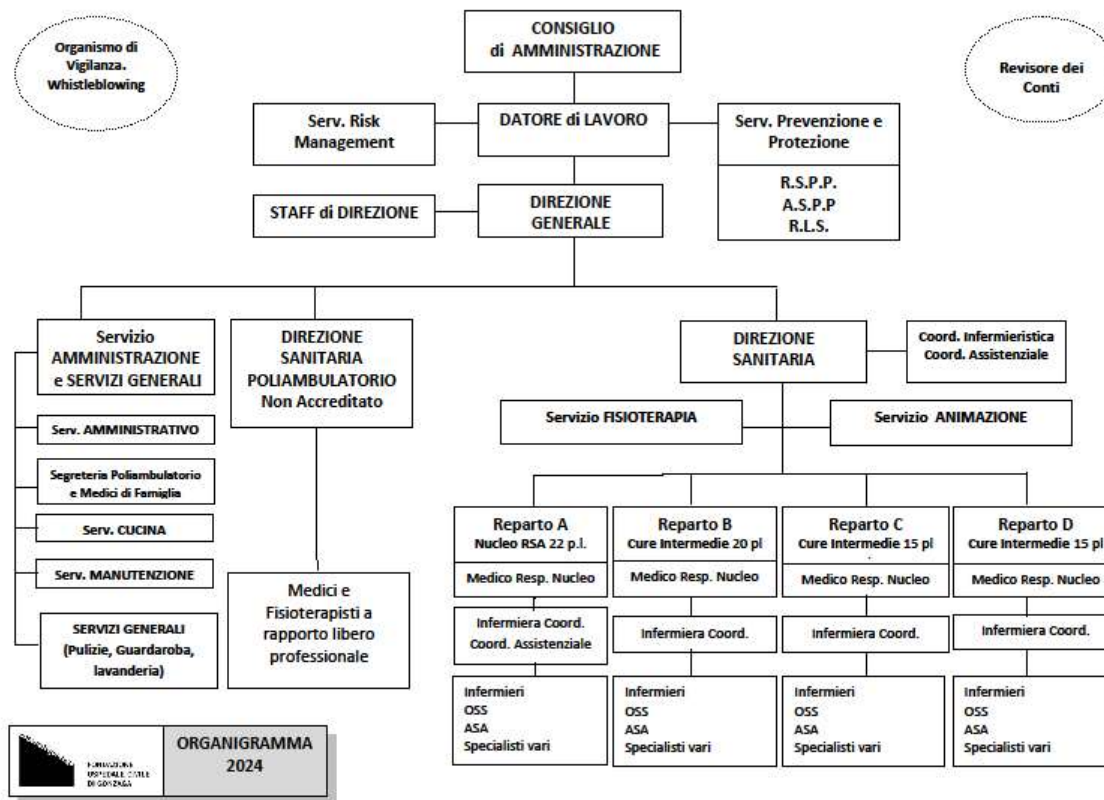 CONSIGLIO
di AMMINISTRAZIONE
Organismo di
Vigilanza.
Whistleblowing
Revisore dei
Conti
Serv. Risk
Management
DATORE di LAVORO
Serv. Prevenzione e
Protezione
R.S.P.P.
A.S.P.P
R.L.S.
STAFF di DIREZIONE
DIREZIONE
GENERALE
Servizio
AMMINISTRAZIONE
e SERVIZI GENERALI
DIREZIONE
SANITARIA
POLIAMBULATORIO
Non Accreditato
DIREZIONE
SANITARIA
Coord. Infermieristica
Coord. Assistenziale
Serv. AMMINISTRATIVO
Segreteria Poliambulatorio
e Medici di Famiglia
Serv. CUCINA
Serv. MANUTENZIONE
SERVIZI GENERALI
(Pulizie, Guardaroba,
lavanderia)
Medici e
Fisioterapisti a
rapporto libero
professionale
Servizio FISIOTERAPIA
Servizio ANIMAZIONE
Reparto A
Nucleo RSA 22 p.l.
Medico Resp. Nucleo
Infermiera Coord.
Coord. Assistenziale
Infermieri
OSS
ASA
Specialisti vari
Reparto B
Cure Intermedie 20 pl
Medico Resp. Nucleo
Infermiera Coord.
Infermieri
OSS
ASA
Specialisti vari
Reparto C
Cure Intermedie 15 pl
Medico Resp. Nucleo
Infermiera Coord.
Infermieri
OSS
ASA
Specialisti vari
Reparto D
Cure Intermedie 15 pl
Medico Resp. Nucleo
Infermiera Coord.
Infermieri
OSS
ASA
Specialisti vari
FONDAZIONE
OSPEDALE CIVILE
DI GONZAGA
ORGANIGRAMMA
2024